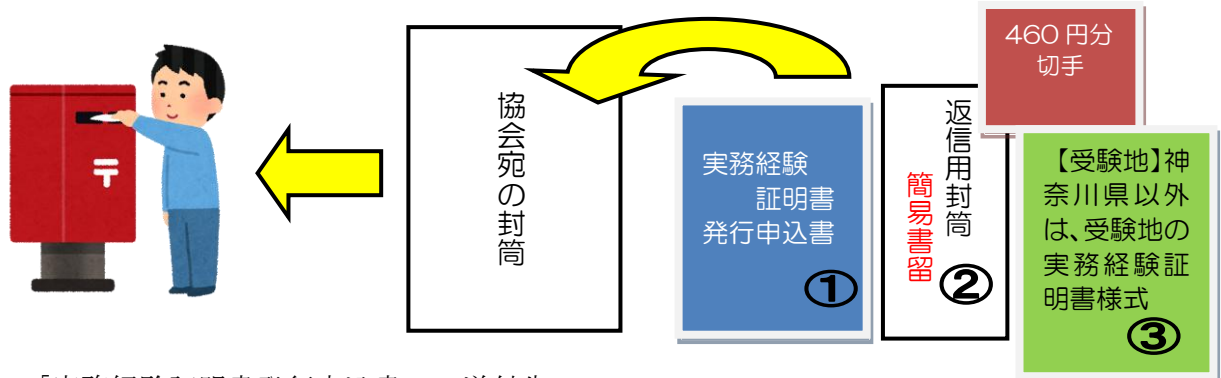 〒
協会宛の封筒
実務経験
証明書
発行申込書
①
返信用封筒
簡易書留
②
460 円分
切手
【受験地】神
奈川県以外
は、受験地の
実務経験証
明書様式
③